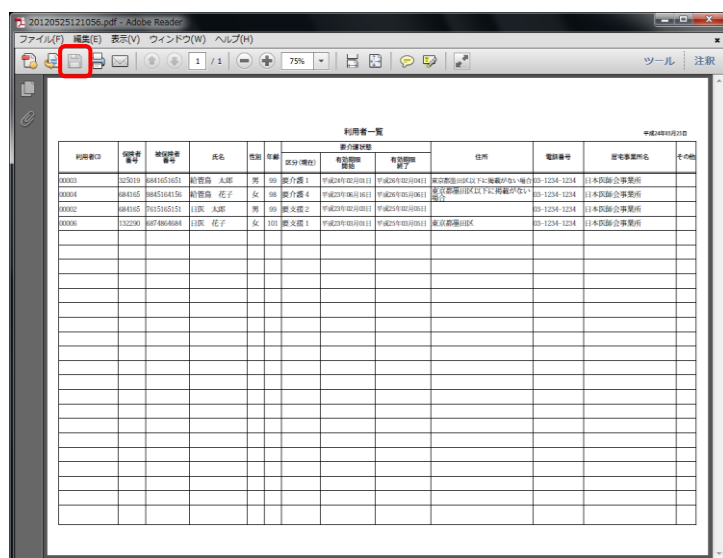 20120525121056.pdf - Adobe Reader
ファイル(F) 編集(E) 表示(V) ウィンドウ(W) ヘルプ(H)
1 / 1 75% ツール 注釈
利用者一覧
平成24年05月25日
利用者CD 保険者番号 被保険者番号 氏名 性別 年齢 要介護状態 区分(現在) 有効期限開始 有効期限終了 住所 電話番号 居宅事業所名 その他
00003 325019 6841651651 給管鳥 太郎 男 99 要介護1 平成24年02月01日 平成26年02月04日 東京都墨田区以下に掲載がない場合 03-1234-1234 日本医師会事業所
00004 684165 9845164156 給管鳥 花子 女 98 要介護4 平成23年06月16日 平成26年05月06日 東京都墨田区以下に掲載がない場合 03-1234-1234 日本医師会事業所
00002 684165 7615165151 日医 太郎 男 99 要支援2 平成23年02月03日 平成25年02月05日 03-1234-1234 日本医師会事業所
00006 132290 6874864684 日医 花子 女 101 要支援1 平成23年03月01日 平成25年03月05日 東京都墨田区 03-1234-1234 日本医師会事業所